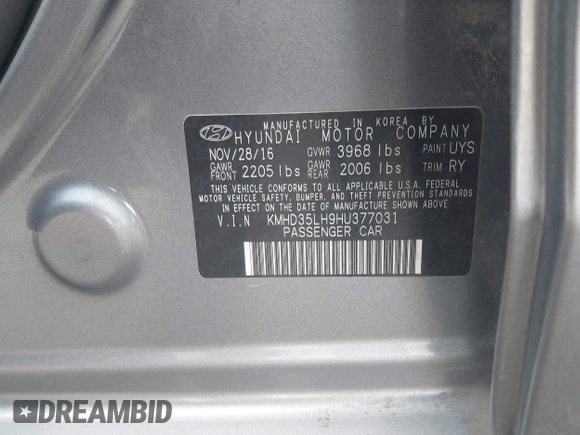 MANUFACTURED IN KOREA BY
HYUNDAI MOTOR COMPANY
NOV/28/16 GVWR 3968 lbs PAINT UYS
GAWR FRONT 2205 lbs GAWR REAR 2006 lbs TRIM RY
THIS VEHICLE CONFORMS TO ALL APPLICABLE U.S.A. FEDERAL
MOTOR VEHICLE SAFETY, BUMPER, AND THEFT PREVENTION STANDARDS
IN EFFECT ON THE DATE OF MANUFACTURE SHOWN ABOVE.
V.I.N KMHD35LH9HU377031
PASSENGER CAR
$DREAMBID